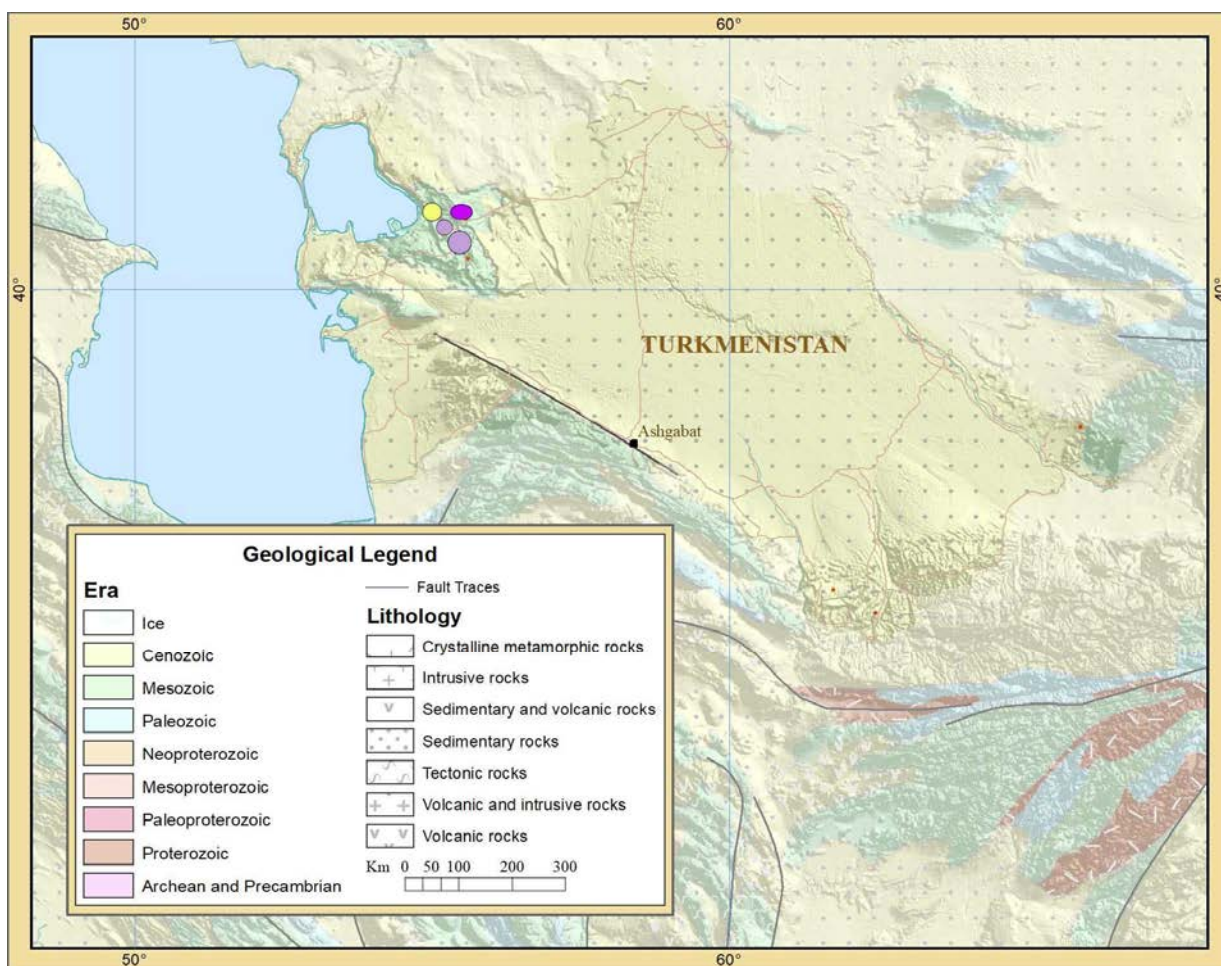 50°
60°
40°
40°
TURKMENISTAN
Ashgabat
Geological Legend
Era
Ice
Cenozoic
Mesozoic
Paleozoic
Neoproterozoic
Mesoproterozoic
Paleoproterozoic
Proterozoic
Archean and Precambrian
Fault Traces
Lithology
Crystalline metamorphic rocks
Intrusive rocks
Sedimentary and volcanic rocks
Sedimentary rocks
Tectonic rocks
Volcanic and intrusive rocks
Volcanic rocks
Km 0 50 100 200 300
50°
60°